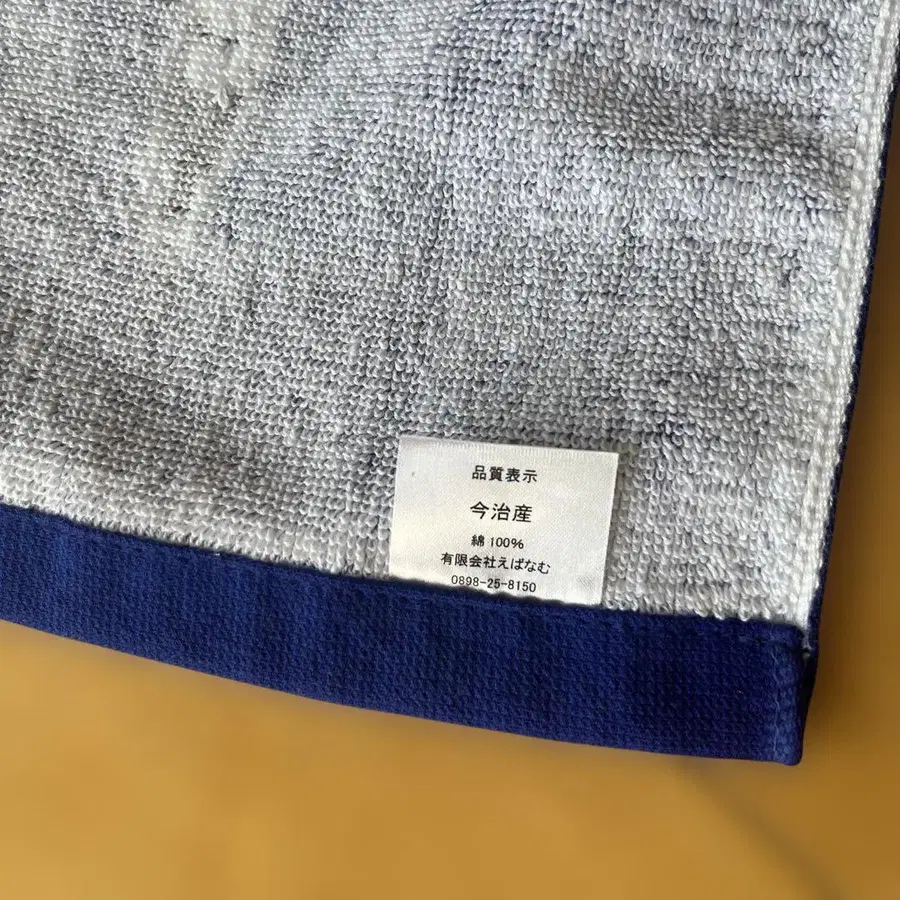 品質表示
今治産
綿 100%
有限会社えばなむ
0898-25-8150